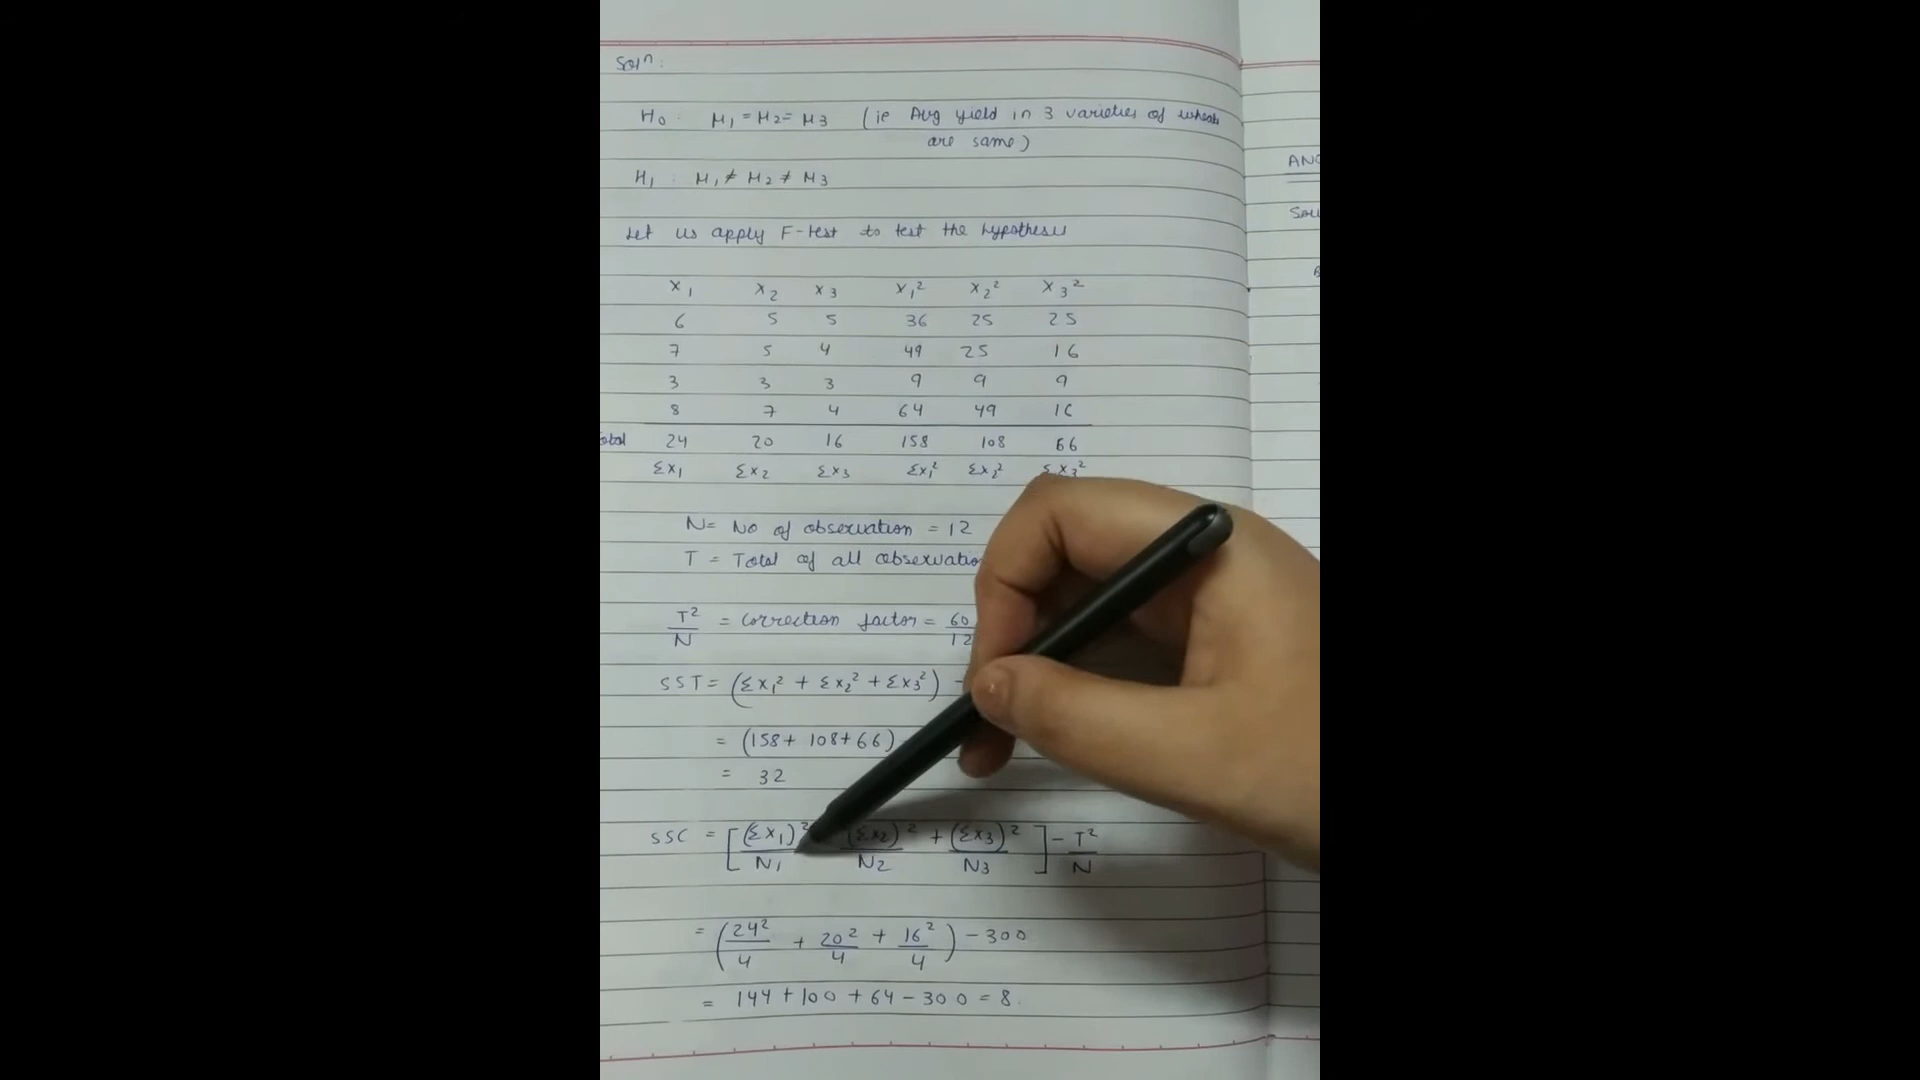 Soln:
H0: μ1 = μ2 = μ3 (ie Avg yield in 3 varieties of wheat
are same)
H1: μ1 ≠ μ2 ≠ μ3
Let us apply F-test to test the hypothesis
X1 X2 X3 X1² X2² X3²
6 5 5 36 25 25
7 5 4 49 25 16
3 3 3 9 9 9
8 7 4 64 49 16
Total 24 20 16 158 108 66
Σx1 Σx2 Σx3 Σx1² Σx2² Σx3²
N = No of observation = 12
T = Total of all observatio
T²/N = correction factor = 60/12
SST = (Σx1² + Σx2² + Σx3²) -
= (158 + 108 + 66)
= 32
SSC = [(Σx1)²/N1 (Σx2)²/N2 + (Σx3)²/N3] - T²/N
= (24²/4 + 20²/4 + 16²/4) - 300
= 144 + 100 + 64 - 300 = 8.